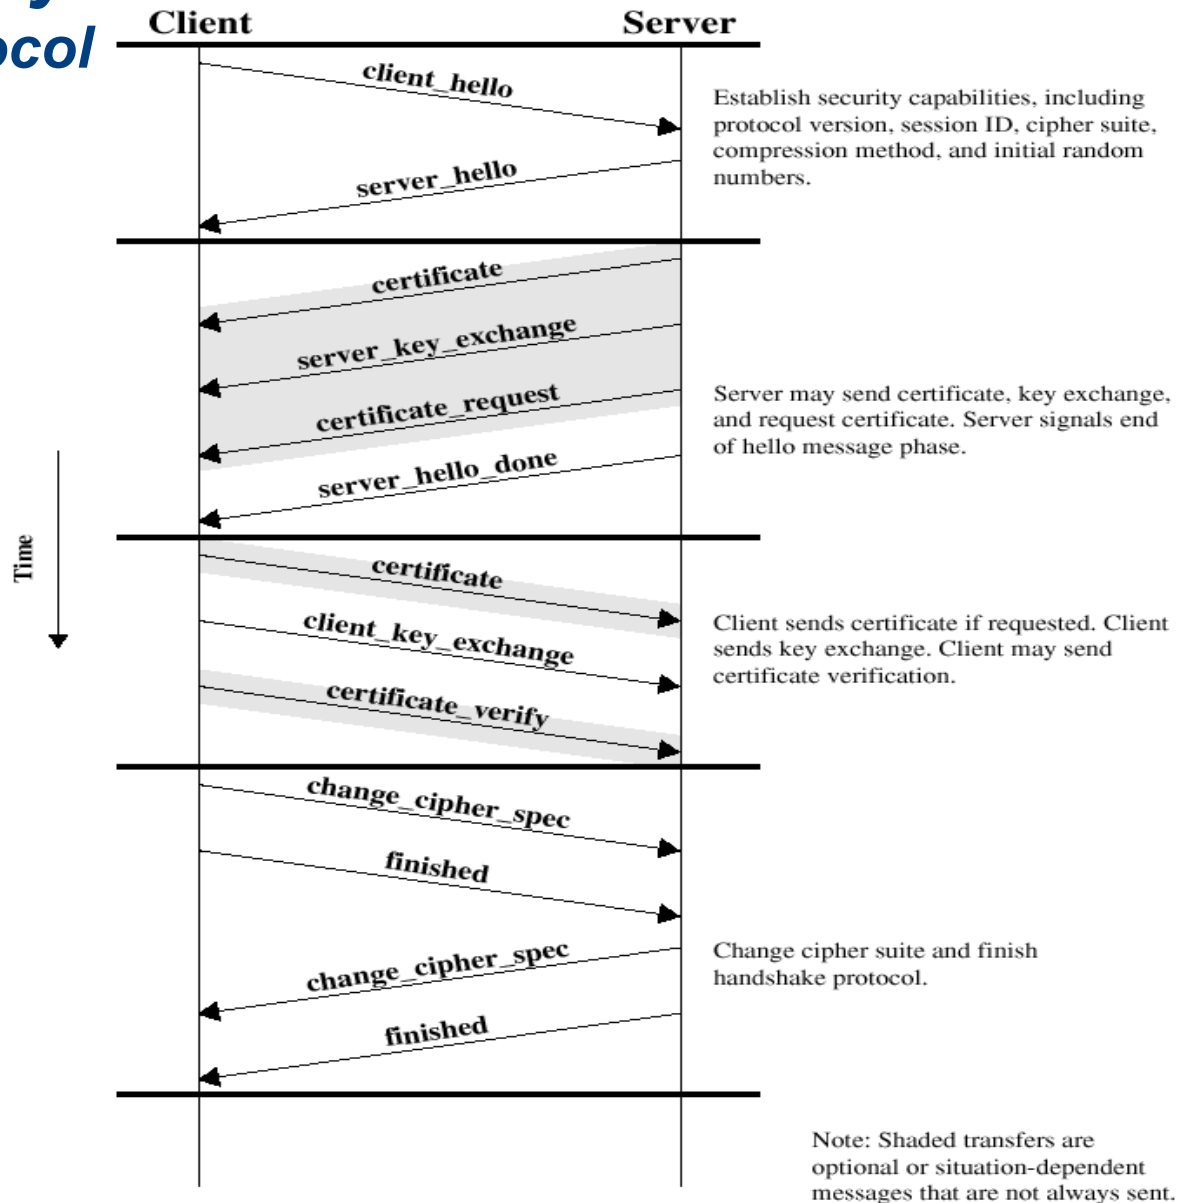 ocol
Client
Server
client_hello
Establish security capabilities, including
protocol version, session ID, cipher suite,
compression method, and initial random
numbers.
server_hello
certificate
server_key_exchange
certificate_request
Server may send certificate, key exchange,
and request certificate. Server signals end
of hello message phase.
server_hello_done
Time
certificate
client_key_exchange
Client sends certificate if requested. Client
sends key exchange. Client may send
certificate verification.
certificate_verify
change_cipher_spec
finished
change_cipher_spec
Change cipher suite and finish
handshake protocol.
finished
Note: Shaded transfers are
optional or situation-dependent
messages that are not always sent.